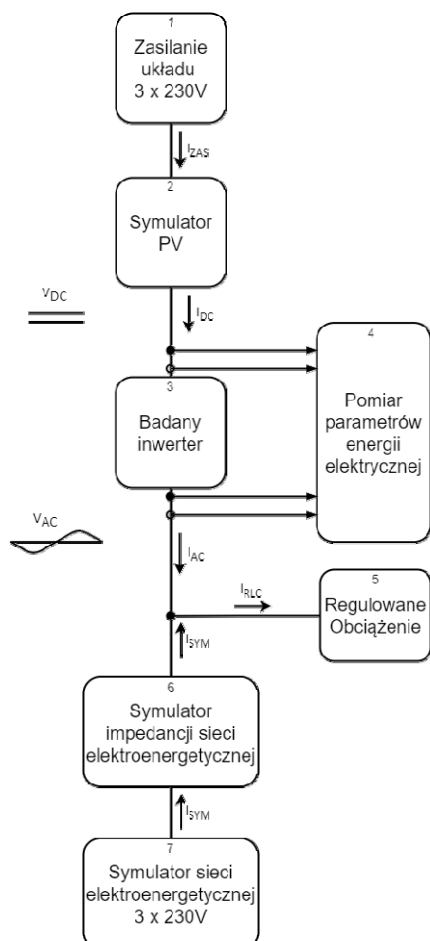 1
Zasilanie
układu
3 x 230V
IZAS
2
Symulator
PV
VDC
IDC
4
Pomiar
parametrów
energii
elektrycznej
3
Badany
inwerter
VAC
IAC
IRLC
5
Regulowane
Obciążenie
ISYM
6
Symulator
impedancji sieci
elektroenergetycznej
ISYM
7
Symulator sieci
elektroenergetycznej
3 x 230V